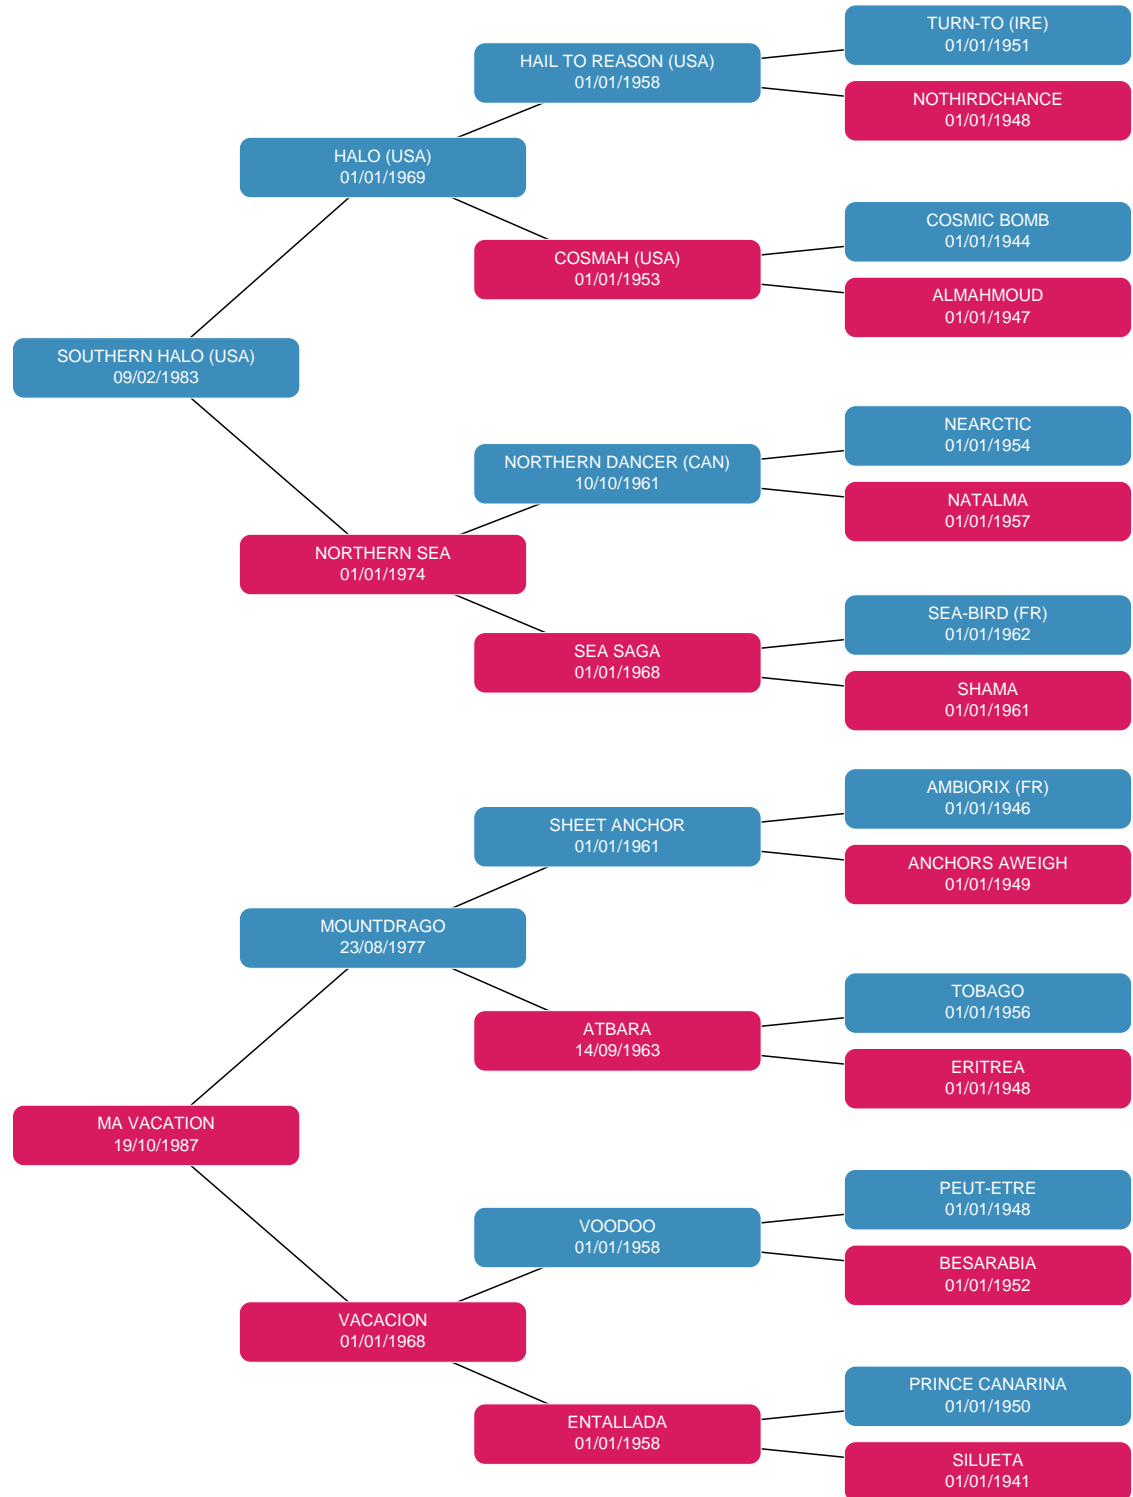 TURN-TO (IRE)
01/01/1951
HAIL TO REASON (USA)
01/01/1958
NOTHIRDCHANCE
01/01/1948
HALO (USA)
01/01/1969
COSMIC BOMB
01/01/1944
COSMAH (USA)
01/01/1953
ALMAHMOUD
01/01/1947
SOUTHERN HALO (USA)
09/02/1983
NEARCTIC
01/01/1954
NORTHERN DANCER (CAN)
10/10/1961
NATALMA
01/01/1957
NORTHERN SEA
01/01/1974
SEA-BIRD (FR)
01/01/1962
SEA SAGA
01/01/1968
SHAMA
01/01/1961
AMBIORIX (FR)
01/01/1946
SHEET ANCHOR
01/01/1961
ANCHORS AWEIGH
01/01/1949
MOUNTDRAGO
23/08/1977
TOBAGO
01/01/1956
ATBARA
14/09/1963
ERITREA
01/01/1948
MA VACATION
19/10/1987
PEUT-ETRE
01/01/1948
VOODOO
01/01/1958
BESARABIA
01/01/1952
VACACION
01/01/1968
PRINCE CANARINA
01/01/1950
ENTALLADA
01/01/1958
SILUETA
01/01/1941